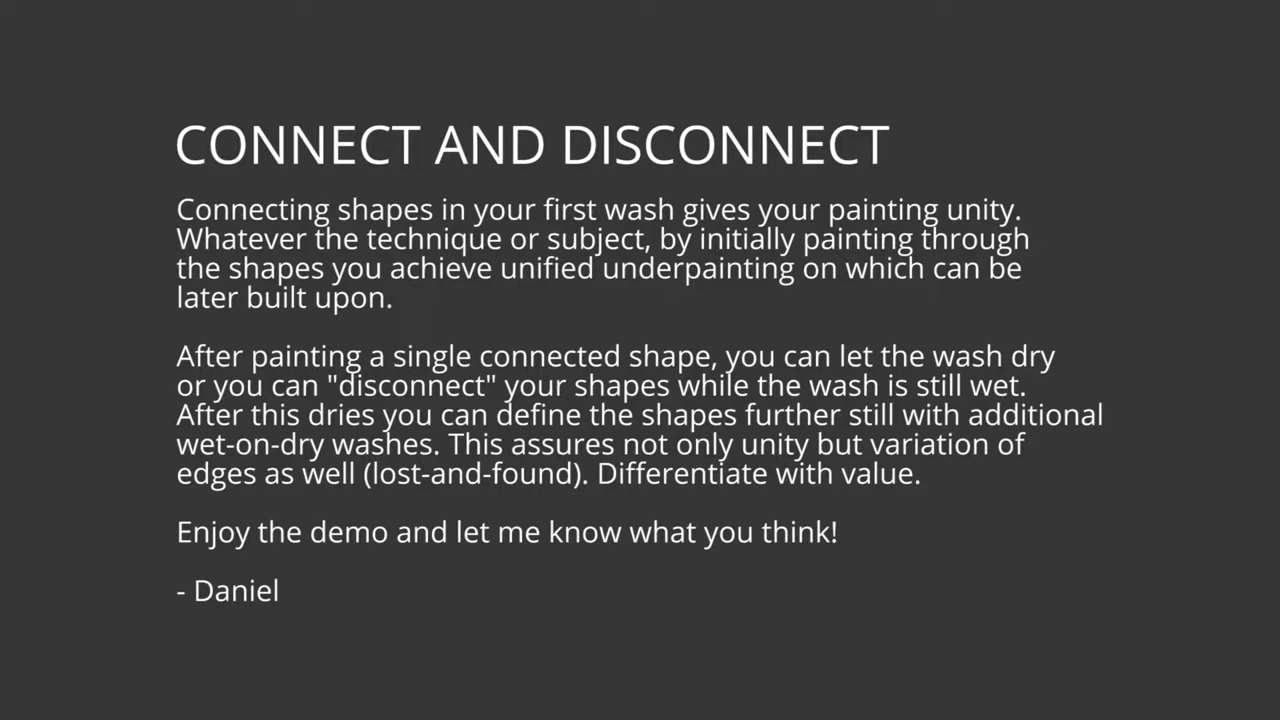 CONNECT AND DISCONNECT
Connecting shapes in your first wash gives your painting unity.
Whatever the technique or subject, by initially painting through
the shapes you achieve unified underpainting on which can be
later built upon.
After painting a single connected shape, you can let the wash dry
or you can "disconnect" your shapes while the wash is still wet.
After this dries you can define the shapes further still with additional
wet-on-dry washes. This assures not only unity but variation of
edges as well (lost-and-found). Differentiate with value.
Enjoy the demo and let me know what you think!
- Daniel